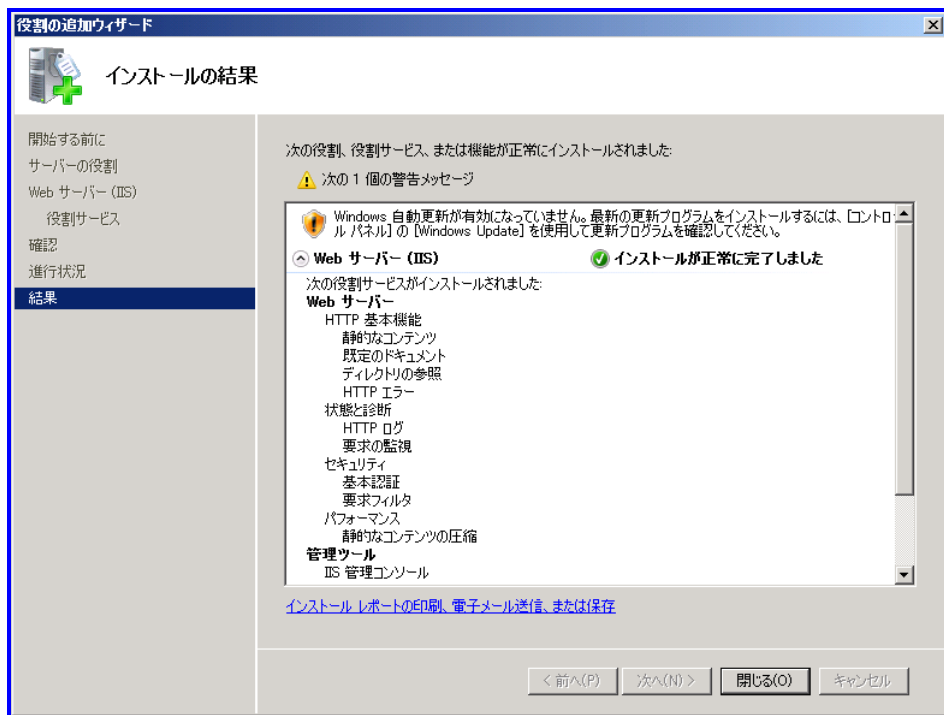 役割の追加ウィザード
インストールの結果
開始する前に
サーバーの役割
Web サーバー (IIS)
役割サービス
確認
進行状況
結果
次の役割、役割サービス、または機能が正常にインストールされました:
次の 1 個の警告メッセージ
Windows 自動更新が有効になっていません。最新の更新プログラムをインストールするには、[コントロー
ル パネル] の [Windows Update] を使用して更新プログラムを確認してください。
Web サーバー (IIS) インストールが正常に完了しました
次の役割サービスがインストールされました:
Web サーバー
HTTP 基本機能
静的なコンテンツ
既定のドキュメント
ディレクトリの参照
HTTP エラー
状態と診断
HTTP ログ
要求の監視
セキュリティ
基本認証
要求フィルタ
パフォーマンス
静的なコンテンツの圧縮
管理ツール
IIS 管理コンソール
インストール レポートの印刷、電子メール送信、または保存
< 前へ(P) 次へ(N) > 閉じる(O) キャンセル